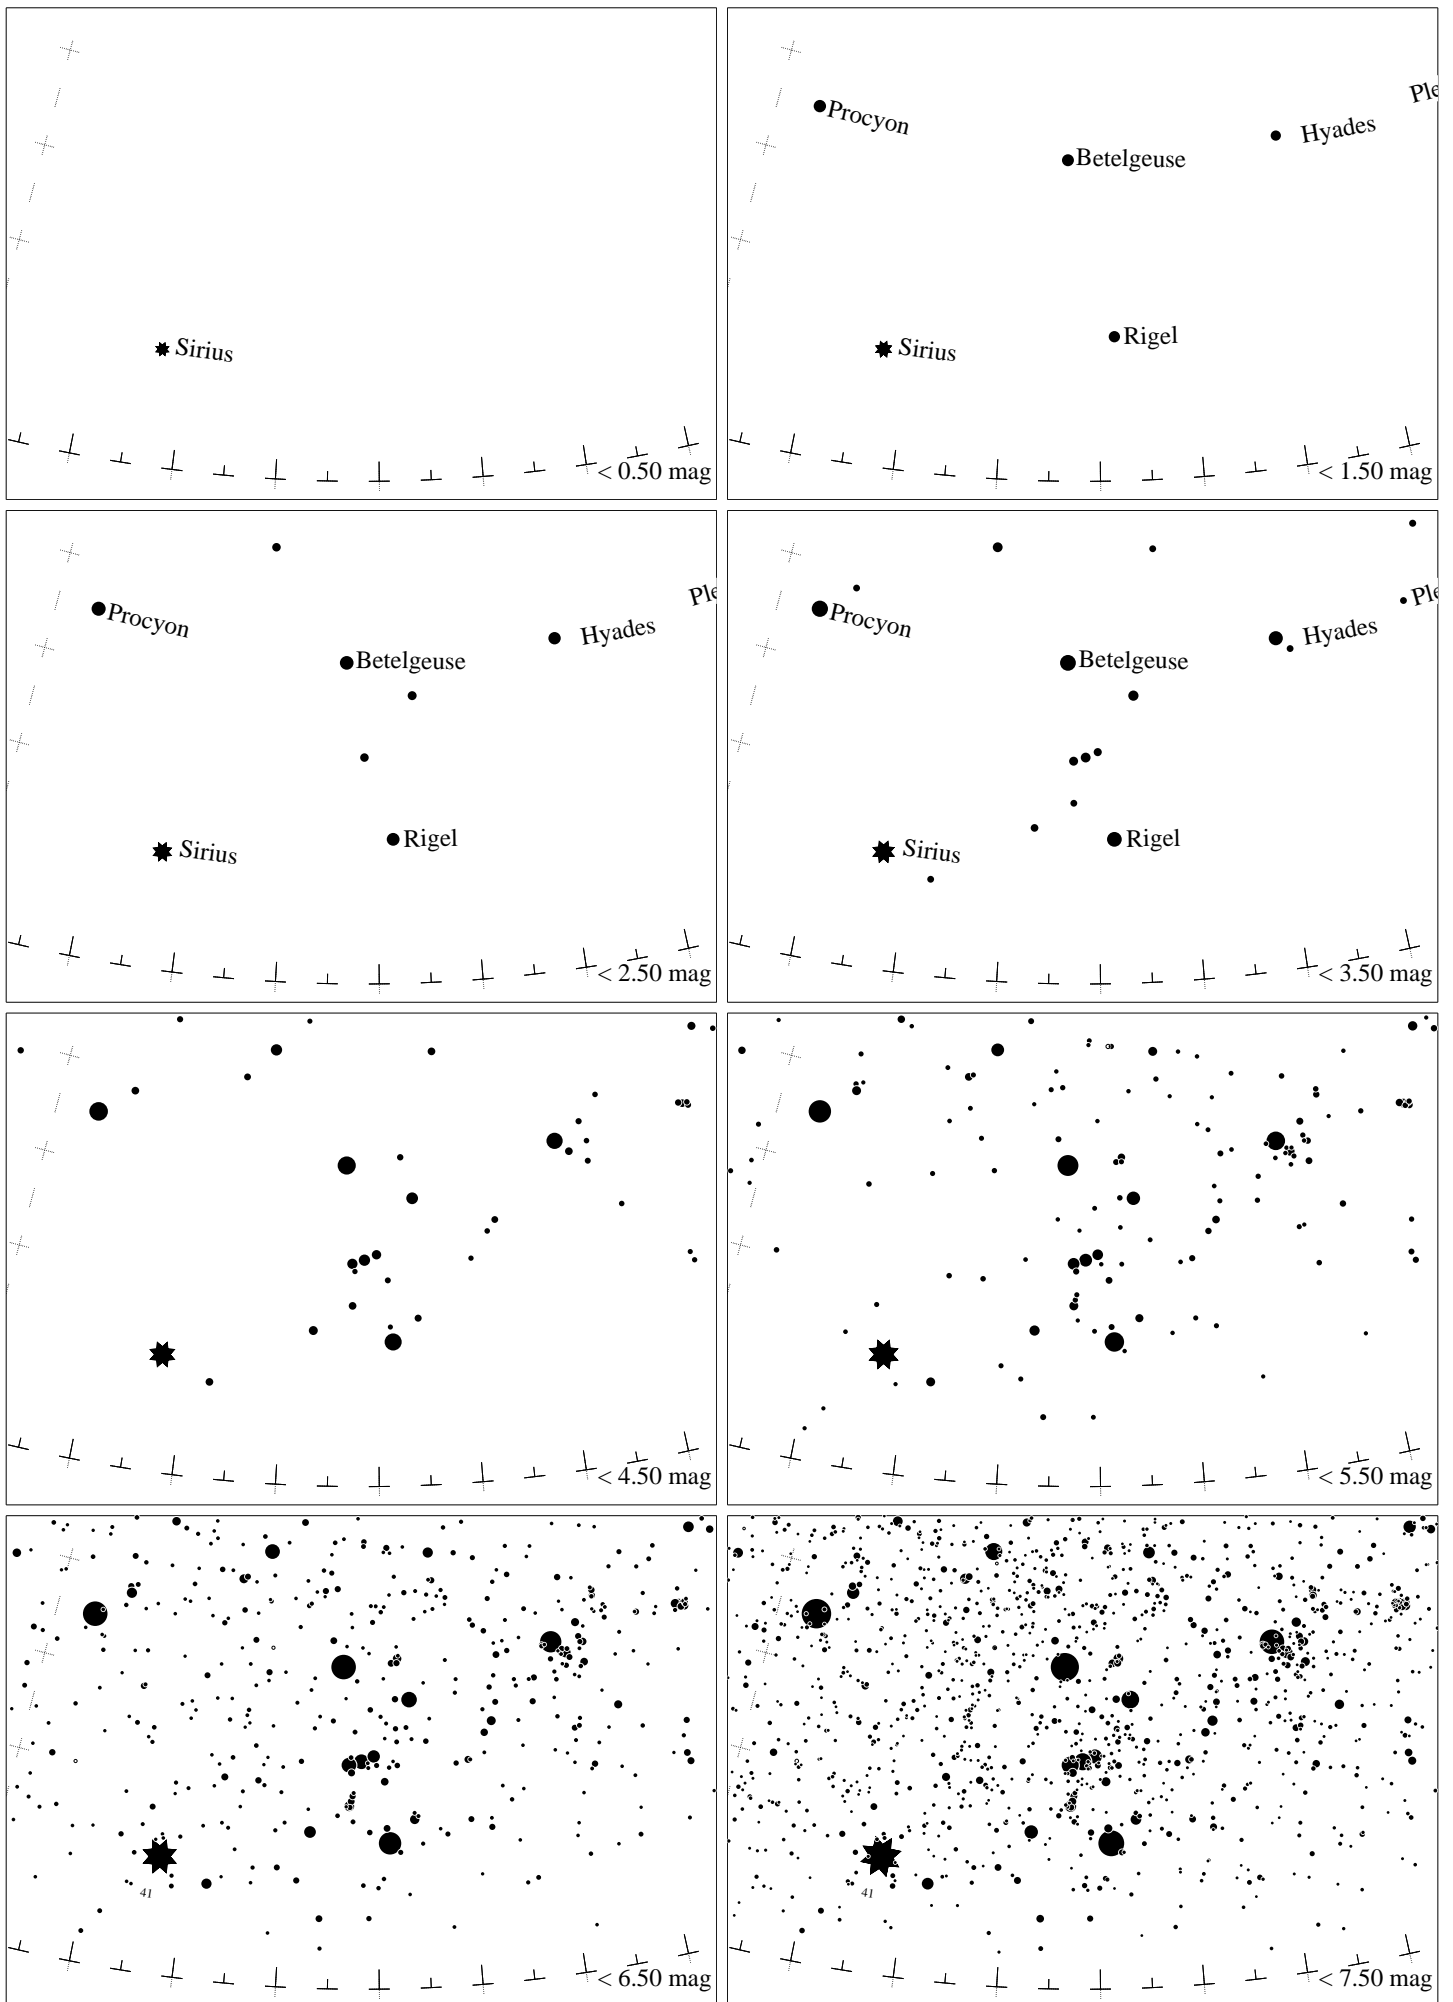 Sirius
< 0.50 mag
Ple
Procyon
Hyades
Betelgeuse
Rigel
Sirius
< 1.50 mag
Ple
Procyon
Hyades
Betelgeuse
Rigel
Sirius
< 2.50 mag
Ple
Procyon
Hyades
Betelgeuse
Rigel
Sirius
< 3.50 mag
< 4.50 mag
< 5.50 mag
41
< 6.50 mag
41
< 7.50 mag